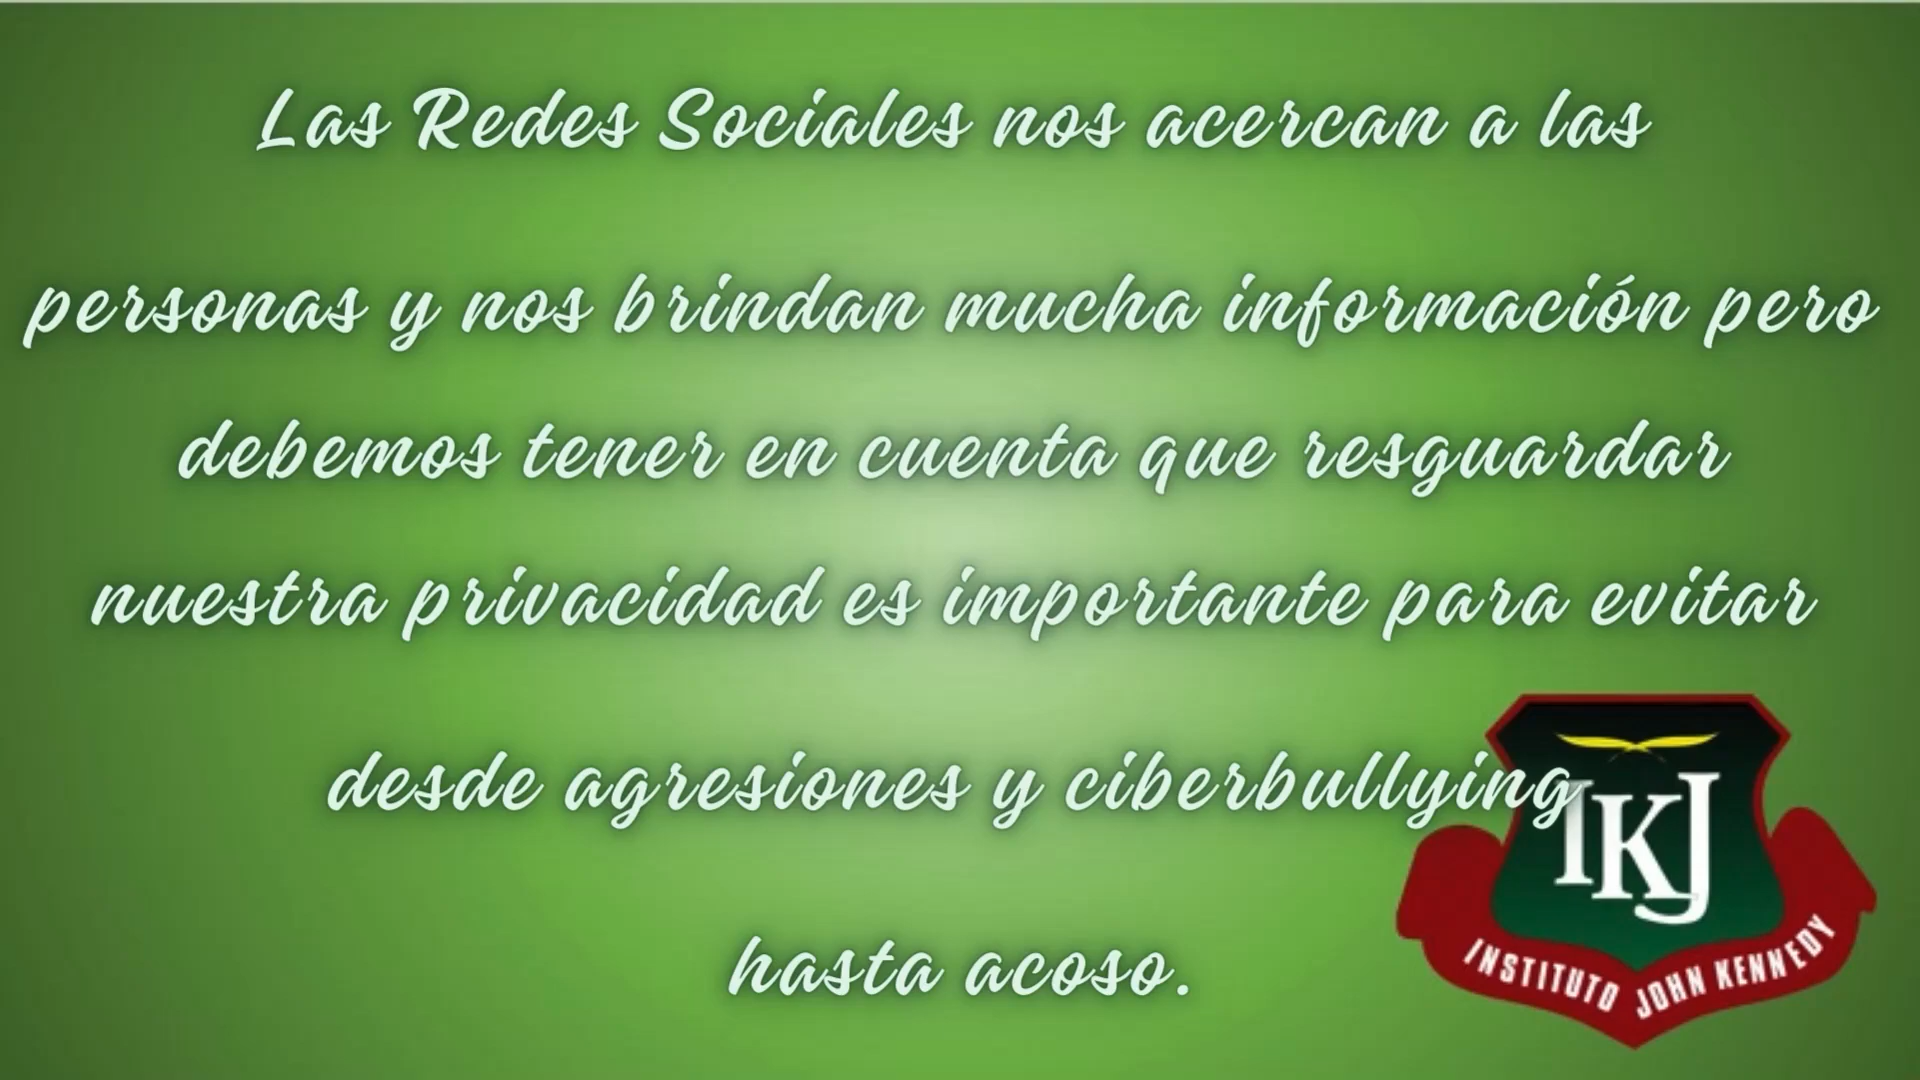 Las Redes Sociales nos acercan a las
personas y nos brindan mucha información pero
debemos tener en cuenta que resguardar
nuestra privacidad es importante para evitar
desde agresiones y ciberbullying
hasta acoso.
IKJ
INSTITUTO JOHN KENNEDY